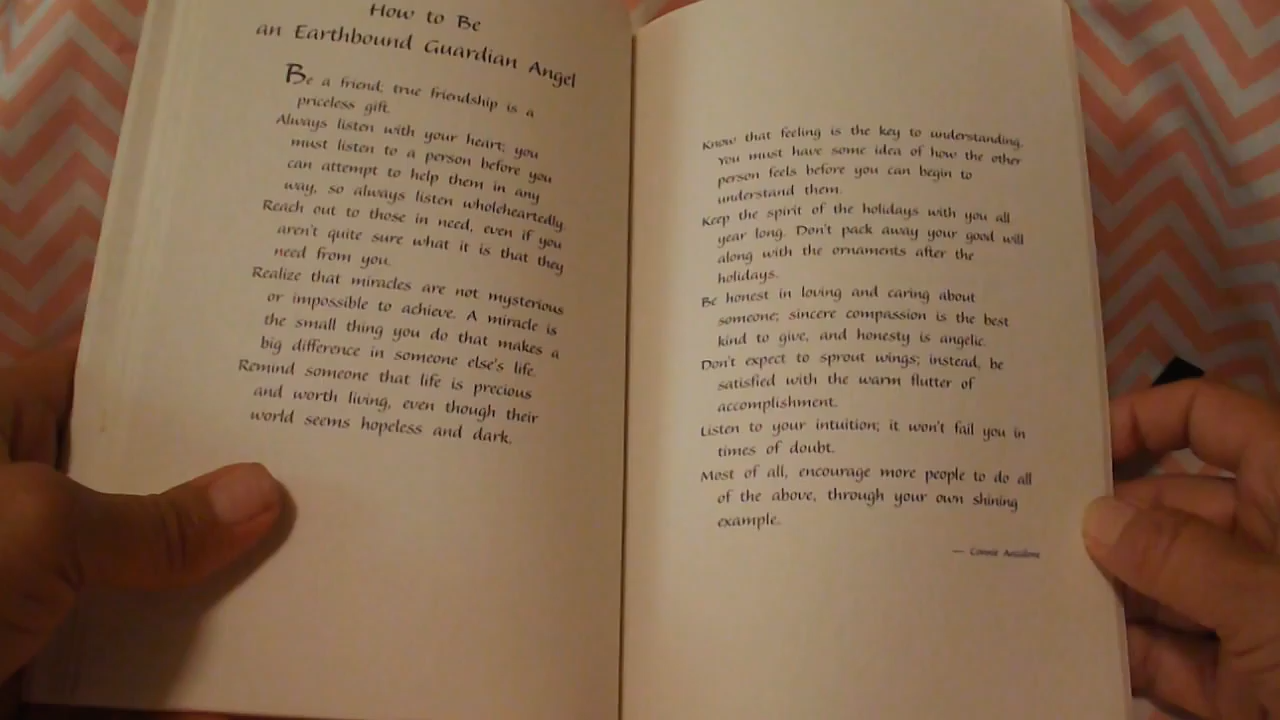 How to Be
an Earthbound Guardian Angel
Be a friend; true friendship is a
priceless gift.
Always listen with your heart; you
must listen to a person before you
can attempt to help them in any
way, so always listen wholeheartedly.
Reach out to those in need, even if you
aren't quite sure what it is that they
need from you.
Realize that miracles are not mysterious
or impossible to achieve. A miracle is
the small thing you do that makes a
big difference in someone else's life.
Remind someone that life is precious
and worth living, even though their
world seems hopeless and dark.
Know that feeling is the key to understanding.
You must have some idea of how the other
person feels before you can begin to
understand them.
Keep the spirit of the holidays with you all
year long. Don't pack away your good will
along with the ornaments after the
holidays.
Be honest in loving and caring about
someone; sincere compassion is the best
kind to give, and honesty is angelic.
Don't expect to sprout wings; instead, be
satisfied with the warm flutter of
accomplishment.
Listen to your intuition; it won't fail you in
times of doubt.
Most of all, encourage more people to do all
of the above, through your own shining
example.
— Connie